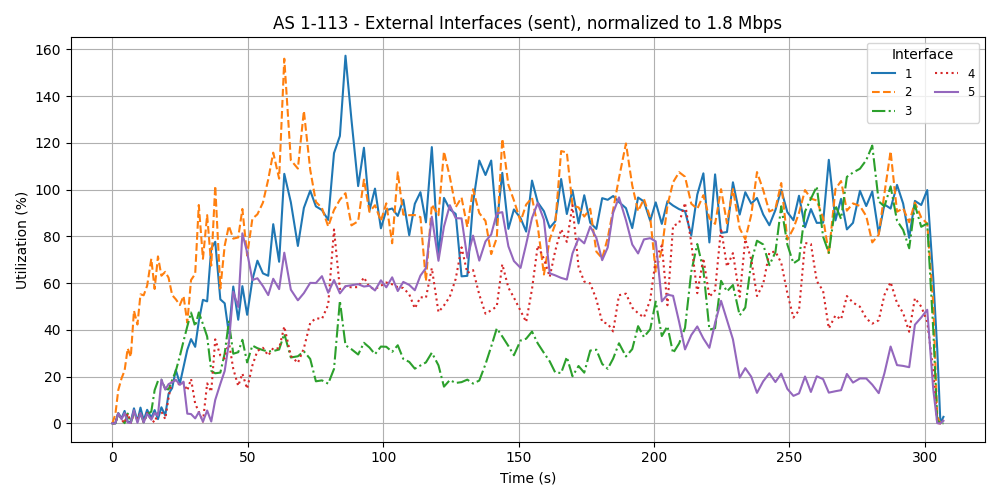 AS 1-113 - External Interfaces (sent), normalized to 1.8 Mbps
Utilization (%)
160
140
120
100
80
60
40
20
0
0 50 100 150 200 250 300
Time (s)
Interface
1 4
2 5
3